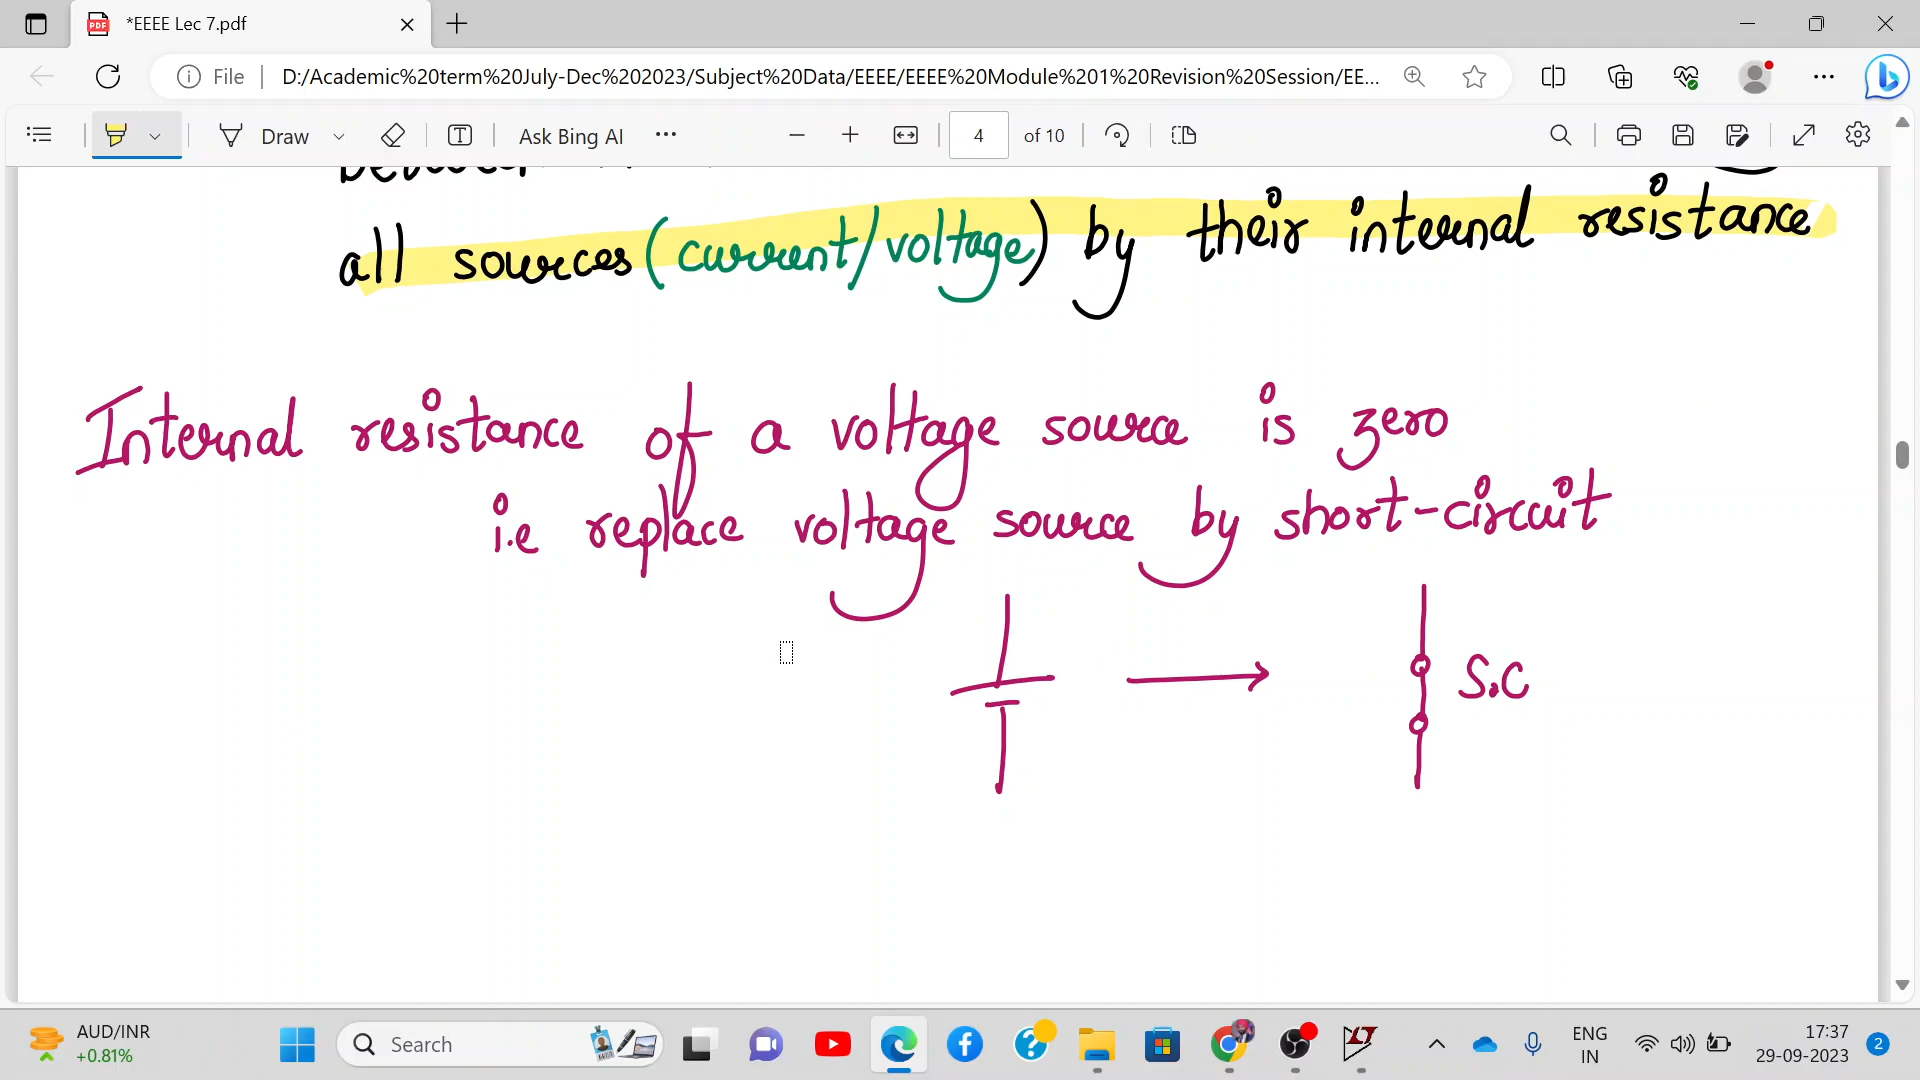 *EEEE Lec 7.pdf
File D:/Academic%20term%20July-Dec%202023/Subject%20Data/EEEE/EEEE%20Module%201%20Revision%20Session/EE...
Draw Ask Bing AI 4 of 10
all sources (current/voltage) by their internal resistance
Internal resistance of a voltage source is zero
i.e replace voltage source by short-circuit
S.C
AUD/INR
+0.81%
Search
ENG
IN
17:37
29-09-2023
2